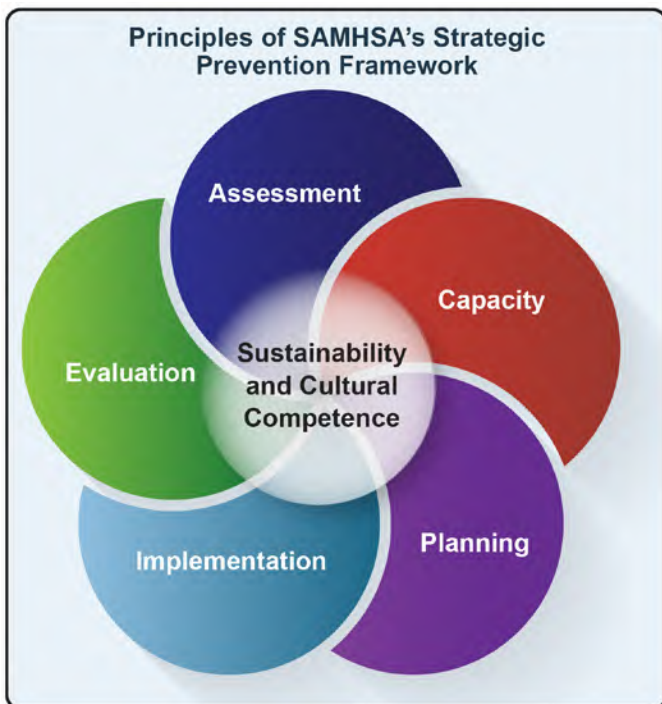 Principles of SAMHSA's Strategic
Prevention Framework
Assessment
Capacity
Sustainability
and Cultural
Competence
Evaluation
Planning
Implementation